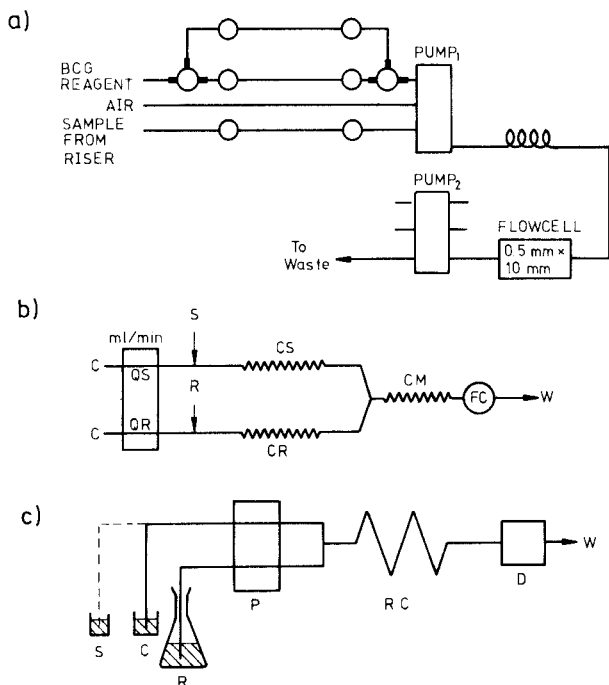 a)
PUMP1
BCG
REAGENT
AIR
SAMPLE
FROM
RISER
PUMP2
FLOWCELL
0.5 mm ×
10 mm
To
Waste
b)
ml/min
S
C
QS
CS
R
CM
FC
W
C
QR
CR
c)
W
P
R C
D
S
C
R